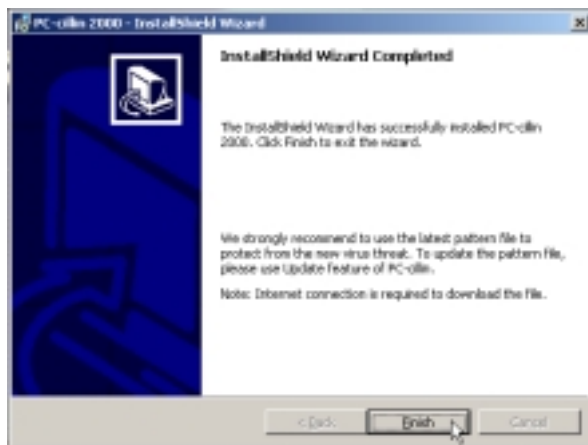 PC-cillin 2000 - InstallShield Wizard
InstallShield Wizard Completed
The InstallShield Wizard has successfully installed PC-cillin
2000. Click Finish to exit the wizard.
We strongly recommend to use the latest pattern file to
protect from the new virus threat. To update the pattern file,
please use Update feature of PC-cillin.
Note: Internet connection is required to download the file.
< Back
Finish
Cancel